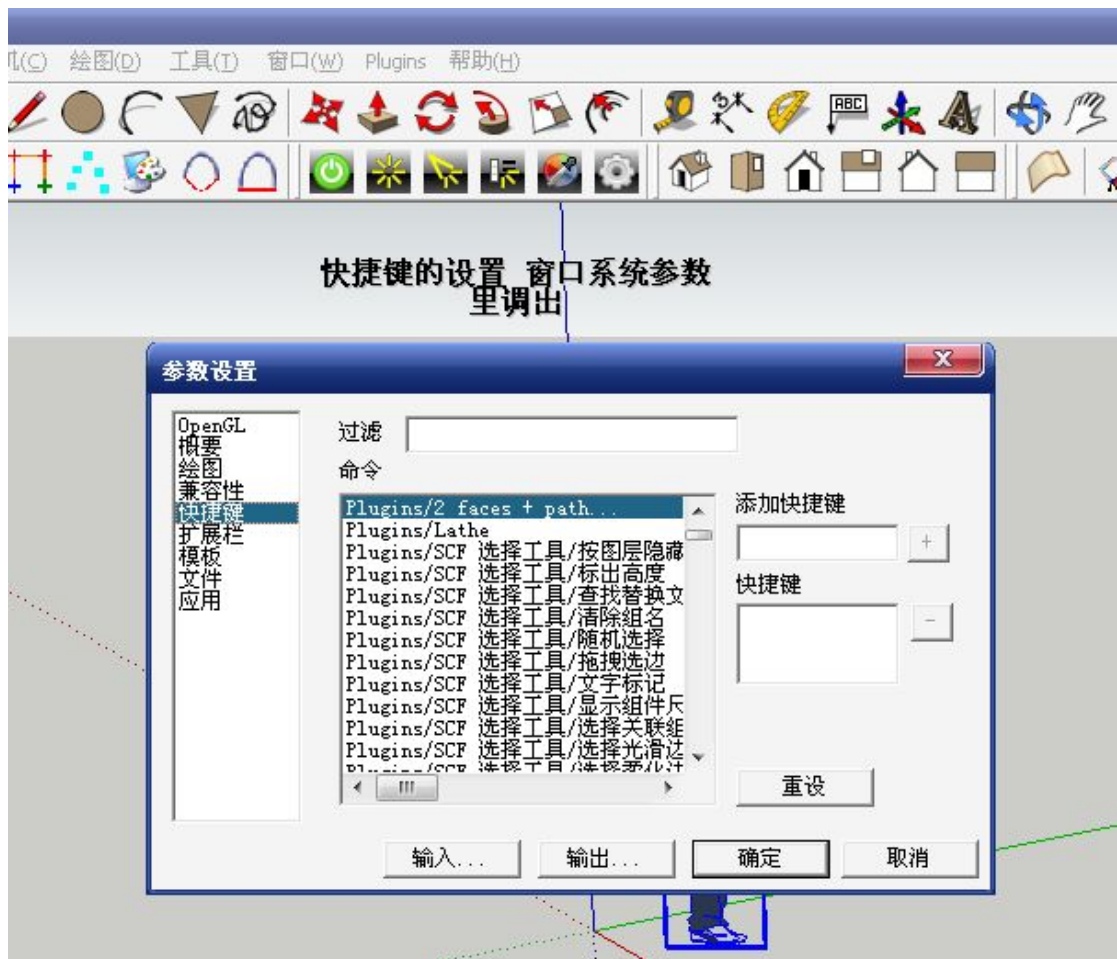 绘图(D) 工具(T) 窗口(W) Plugins 帮助(H)
ABC
快捷键的设置 窗口系统参数
里调出
参数设置
OpenGL
概要
绘图
兼容性
快捷键
扩展栏
模板
文件
应用
过滤
命令
Plugins/2 faces + path...
Plugins/Lathe
Plugins/SCF 选择工具/按图层隐藏
Plugins/SCF 选择工具/标出高度
Plugins/SCF 选择工具/查找替换文
Plugins/SCF 选择工具/清除组名
Plugins/SCF 选择工具/随机选择
Plugins/SCF 选择工具/拖拽选边
Plugins/SCF 选择工具/文字标记
Plugins/SCF 选择工具/显示组件尺
Plugins/SCF 选择工具/选择关联组
Plugins/SCF 选择工具/选择光滑边
添加快捷键
+
快捷键
-
重设
输入...
输出...
确定
取消